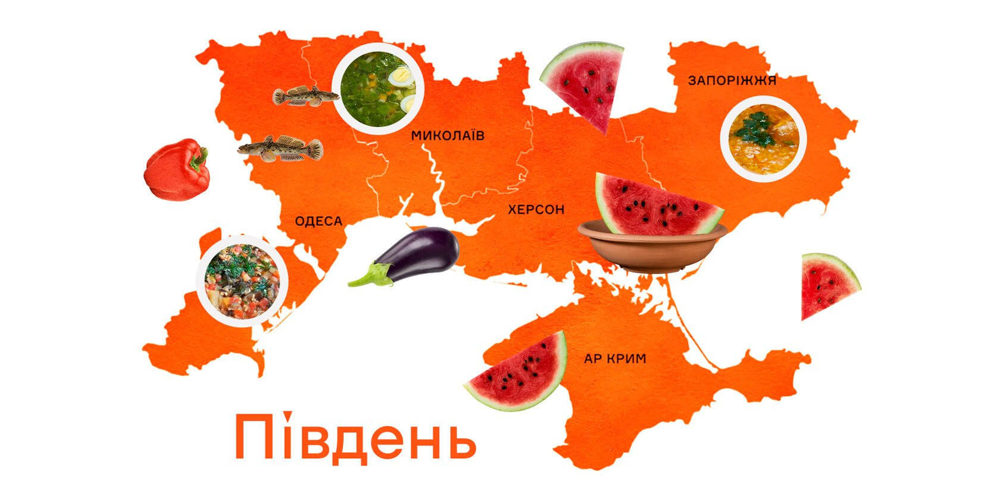 ЗАПОРІЖЖЯ
МИКОЛАЇВ
ХЕРСОН
ОДЕСА
АР КРИМ
Південь